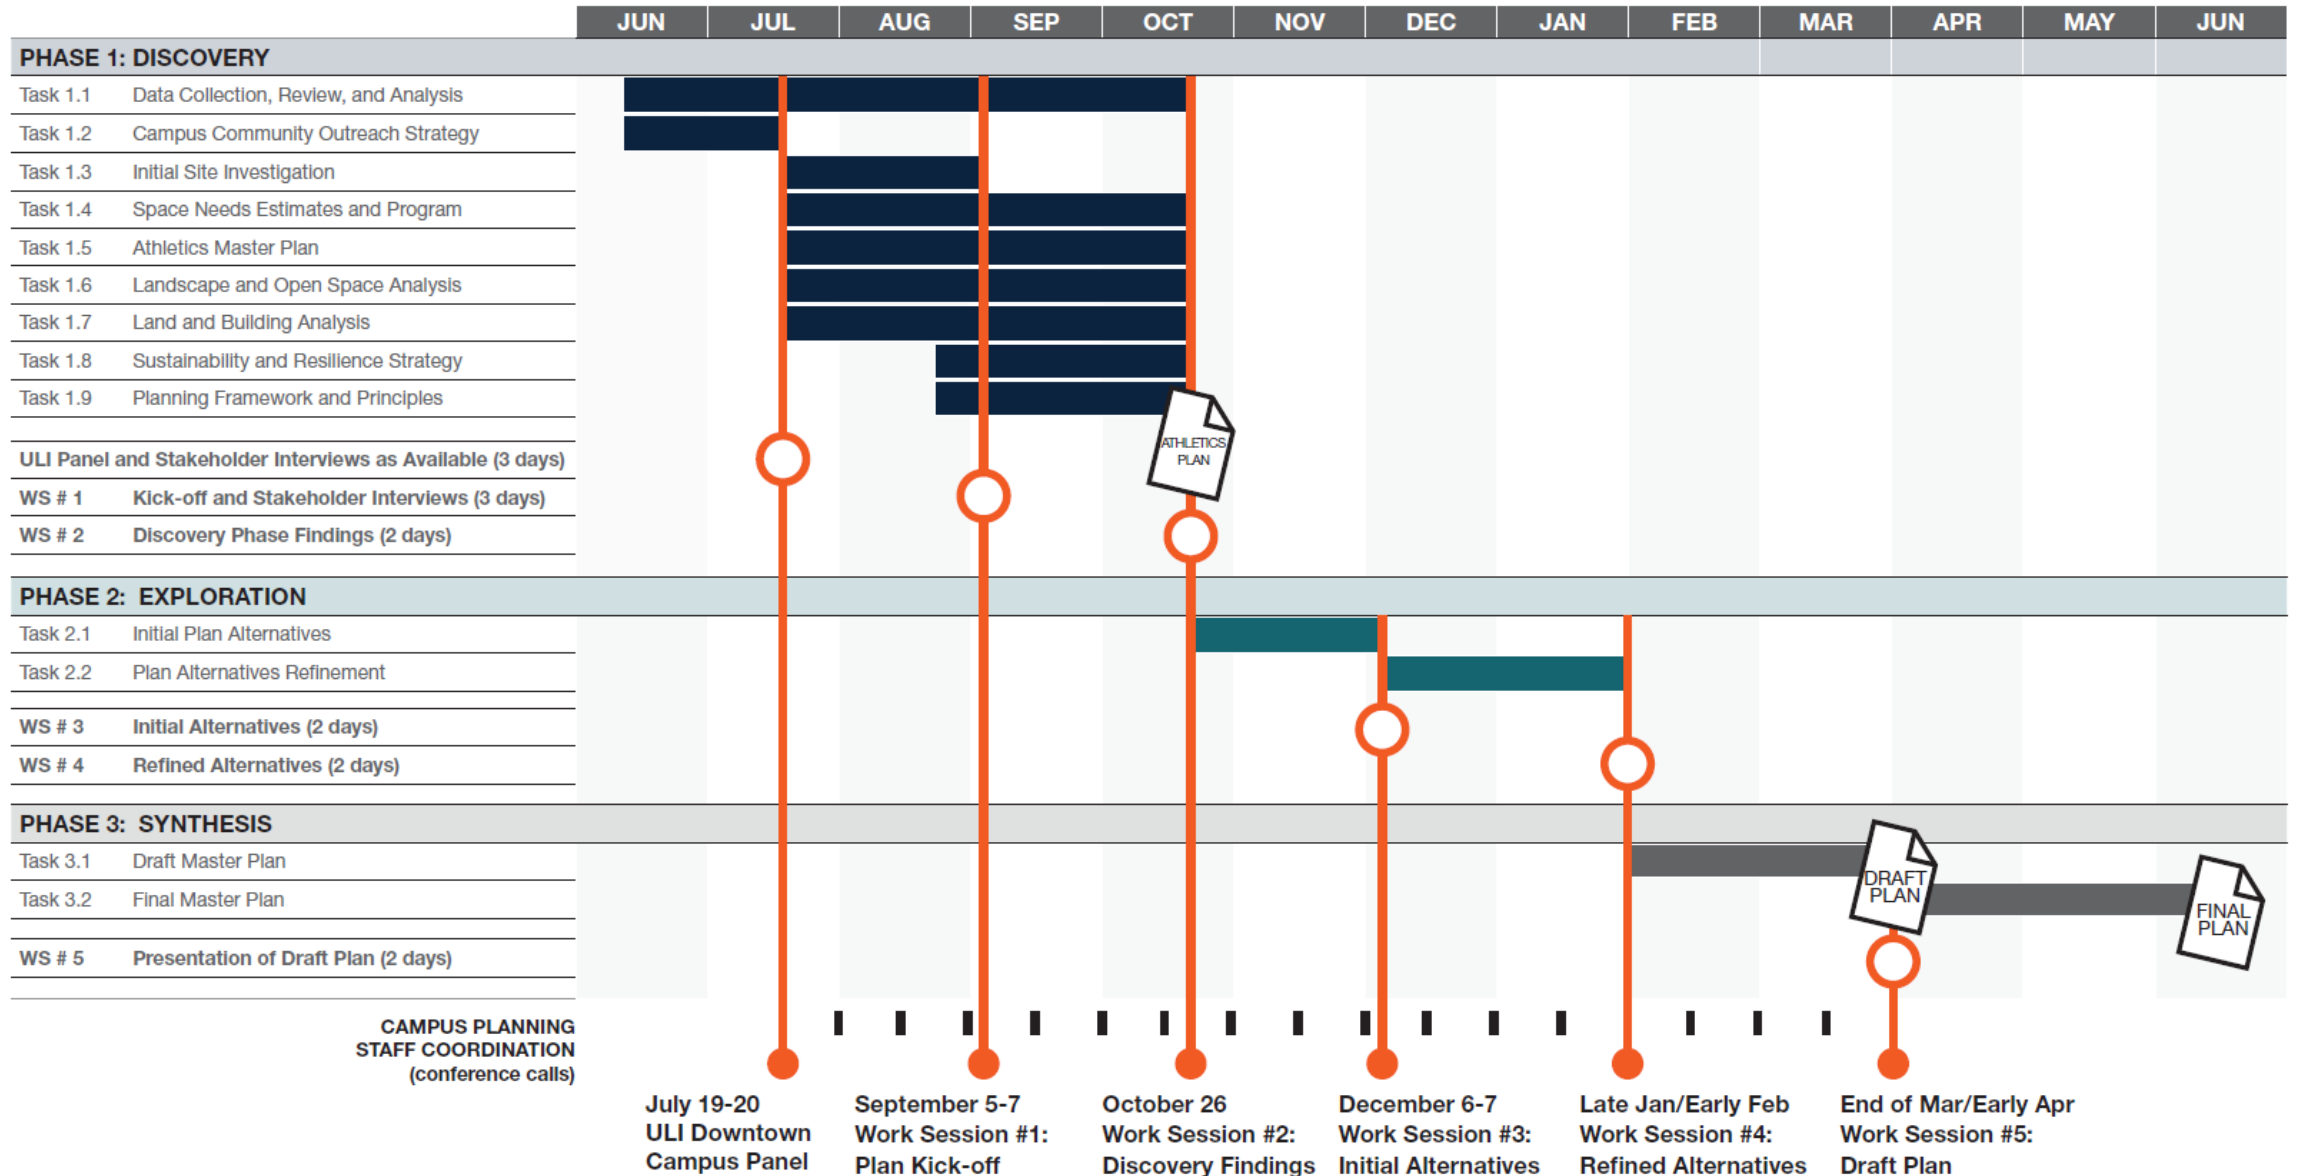 JUN JUL AUG SEP OCT NOV DEC JAN FEB MAR APR MAY JUN
PHASE 1: DISCOVERY
Task 1.1 Data Collection, Review, and Analysis
Task 1.2 Campus Community Outreach Strategy
Task 1.3 Initial Site Investigation
Task 1.4 Space Needs Estimates and Program
Task 1.5 Athletics Master Plan
Task 1.6 Landscape and Open Space Analysis
Task 1.7 Land and Building Analysis
Task 1.8 Sustainability and Resilience Strategy
Task 1.9 Planning Framework and Principles
ATHLETICS
PLAN
ULI Panel and Stakeholder Interviews as Available (3 days)
WS # 1 Kick-off and Stakeholder Interviews (3 days)
WS # 2 Discovery Phase Findings (2 days)
PHASE 2: EXPLORATION
Task 2.1 Initial Plan Alternatives
Task 2.2 Plan Alternatives Refinement
WS # 3 Initial Alternatives (2 days)
WS # 4 Refined Alternatives (2 days)
PHASE 3: SYNTHESIS
Task 3.1 Draft Master Plan
Task 3.2 Final Master Plan
DRAFT
PLAN
FINAL
PLAN
WS # 5 Presentation of Draft Plan (2 days)
CAMPUS PLANNING
STAFF COORDINATION
(conference calls)
July 19-20
ULI Downtown
Campus Panel
September 5-7
Work Session #1:
Plan Kick-off
October 26
Work Session #2:
Discovery Findings
December 6-7
Work Session #3:
Initial Alternatives
Late Jan/Early Feb
Work Session #4:
Refined Alternatives
End of Mar/Early Apr
Work Session #5:
Draft Plan